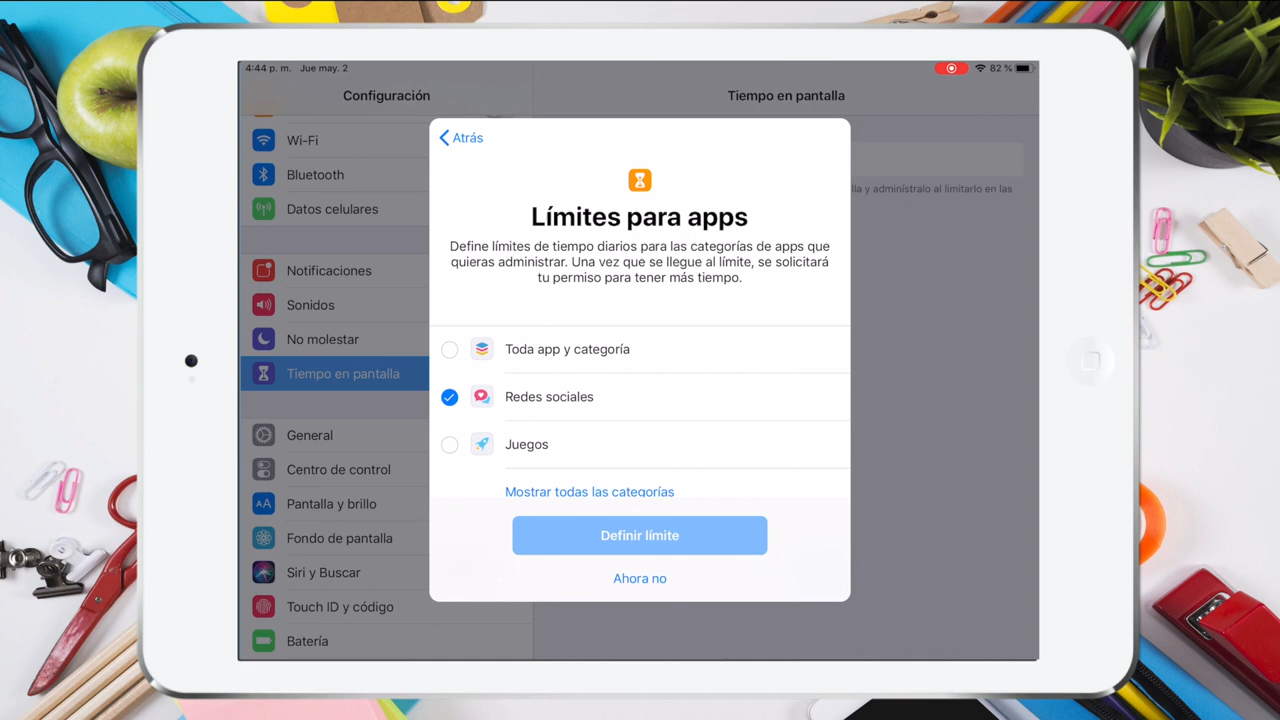 4:44 p. m. Jue may. 2
82 %
Configuración
Tiempo en pantalla
Wi-Fi
Bluetooth
Datos celulares
Notificaciones
Sonidos
No molestar
Tiempo en pantalla
General
Centro de control
AA Pantalla y brillo
Fondo de pantalla
Siri y Buscar
Touch ID y código
Batería
lla y adminístralo al limitarlo en las
Atrás
Límites para apps
Define límites de tiempo diarios para las categorías de apps que
quieras administrar. Una vez que se llegue al límite, se solicitará
tu permiso para tener más tiempo.
Toda app y categoría
Redes sociales
Juegos
Mostrar todas las categorías
Definir límite
Ahora no